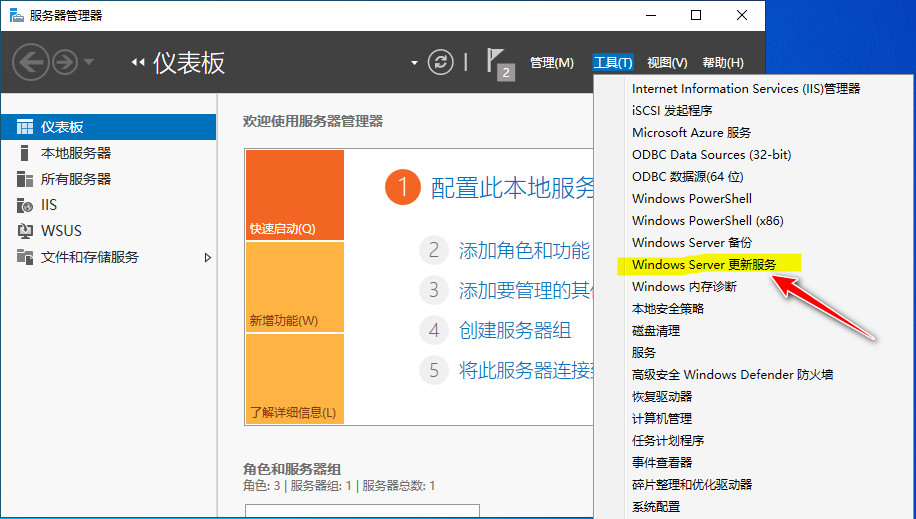 服务器管理器
仪表板
2
管理(M) 工具(T) 视图(V) 帮助(H)
仪表板
本地服务器
所有服务器
IIS
WSUS
文件和存储服务
欢迎使用服务器管理器
快速启动(Q)
新增功能(W)
了解详细信息(L)
1 配置此本地服务
2 添加角色和功能
3 添加要管理的其
4 创建服务器组
5 将此服务器连接
角色和服务器组
角色: 3 | 服务器组: 1 | 服务器总数: 1
Internet Information Services (IIS)管理器
iSCSI 发起程序
Microsoft Azure 服务
ODBC Data Sources (32-bit)
ODBC 数据源(64 位)
Windows PowerShell
Windows PowerShell (x86)
Windows Server 备份
Windows Server 更新服务
Windows 内存诊断
本地安全策略
磁盘清理
服务
高级安全 Windows Defender 防火墙
恢复驱动器
计算机管理
任务计划程序
事件查看器
碎片整理和优化驱动器
系统配置